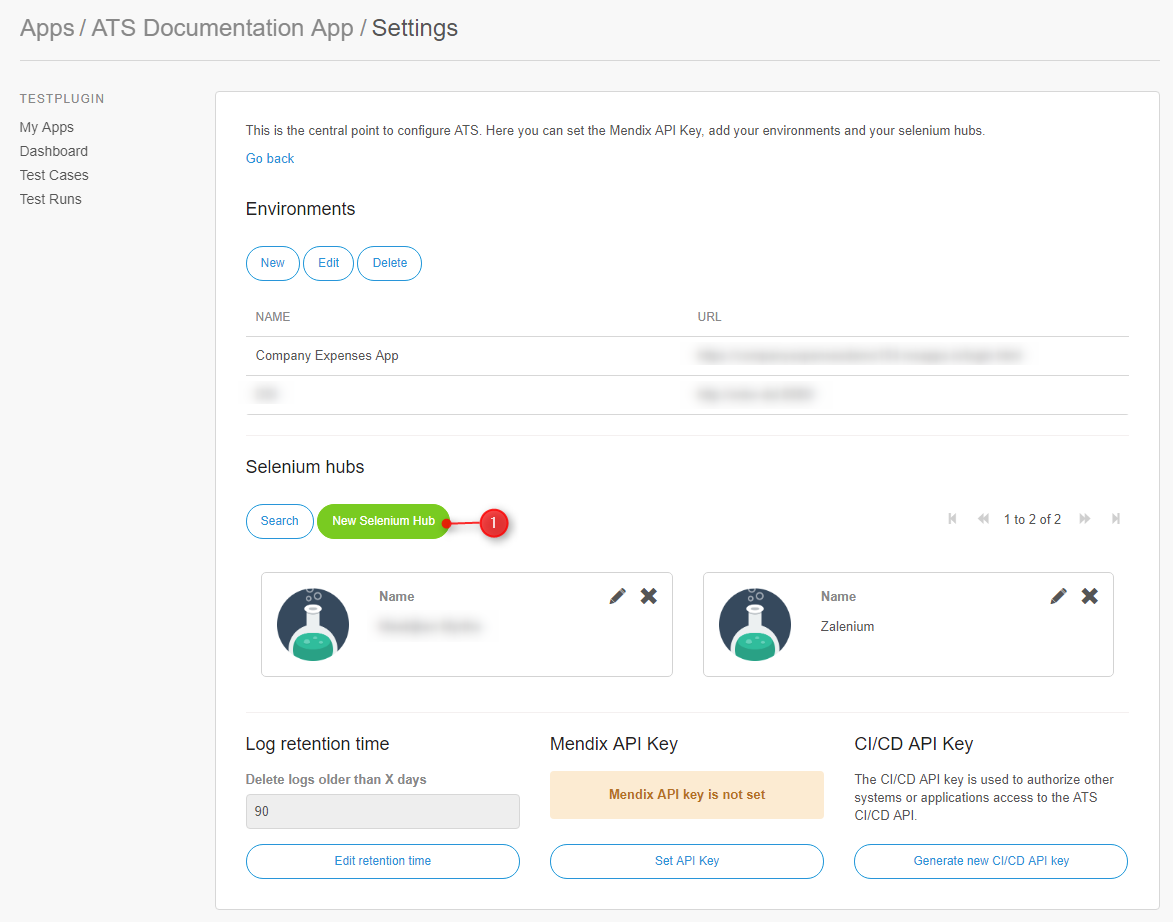 Apps / ATS Documentation App / Settings
TESTPLUGIN
My Apps
Dashboard
Test Cases
Test Runs
This is the central point to configure ATS. Here you can set the Mendix API Key, add your environments and your selenium hubs.
Go back
Environments
New Edit Delete
NAME URL
Company Expenses App
Selenium hubs
Search New Selenium Hub 1 1 to 2 of 2
Name Name
Zalenium
Log retention time Mendix API Key CI/CD API Key
Delete logs older than X days
90
Edit retention time
Mendix API key is not set
Set API Key
The CI/CD API key is used to authorize other
systems or applications access to the ATS
CI/CD API.
Generate new CI/CD API key